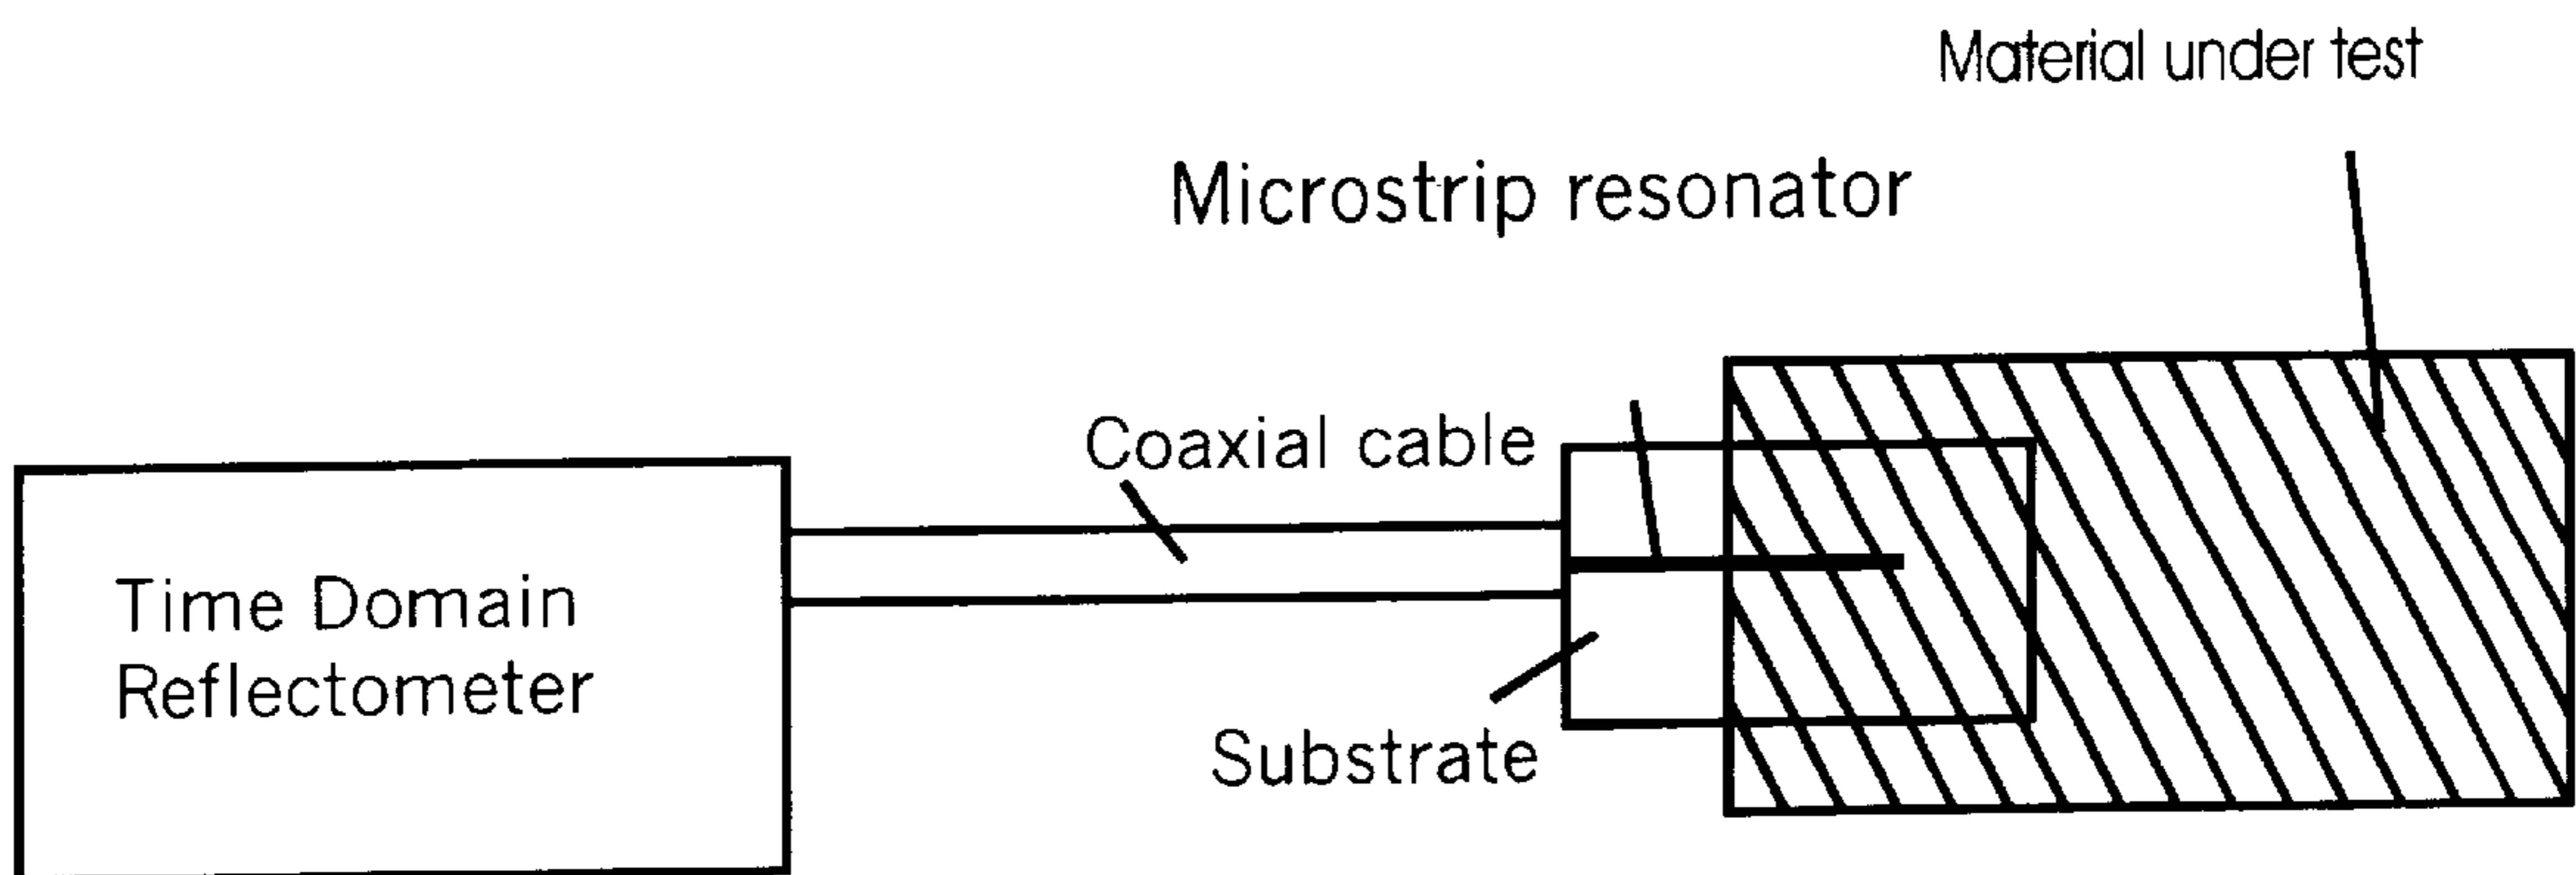 Material under test
Microstrip resonator
Coaxial cable
Time Domain
Reflectometer
Substrate